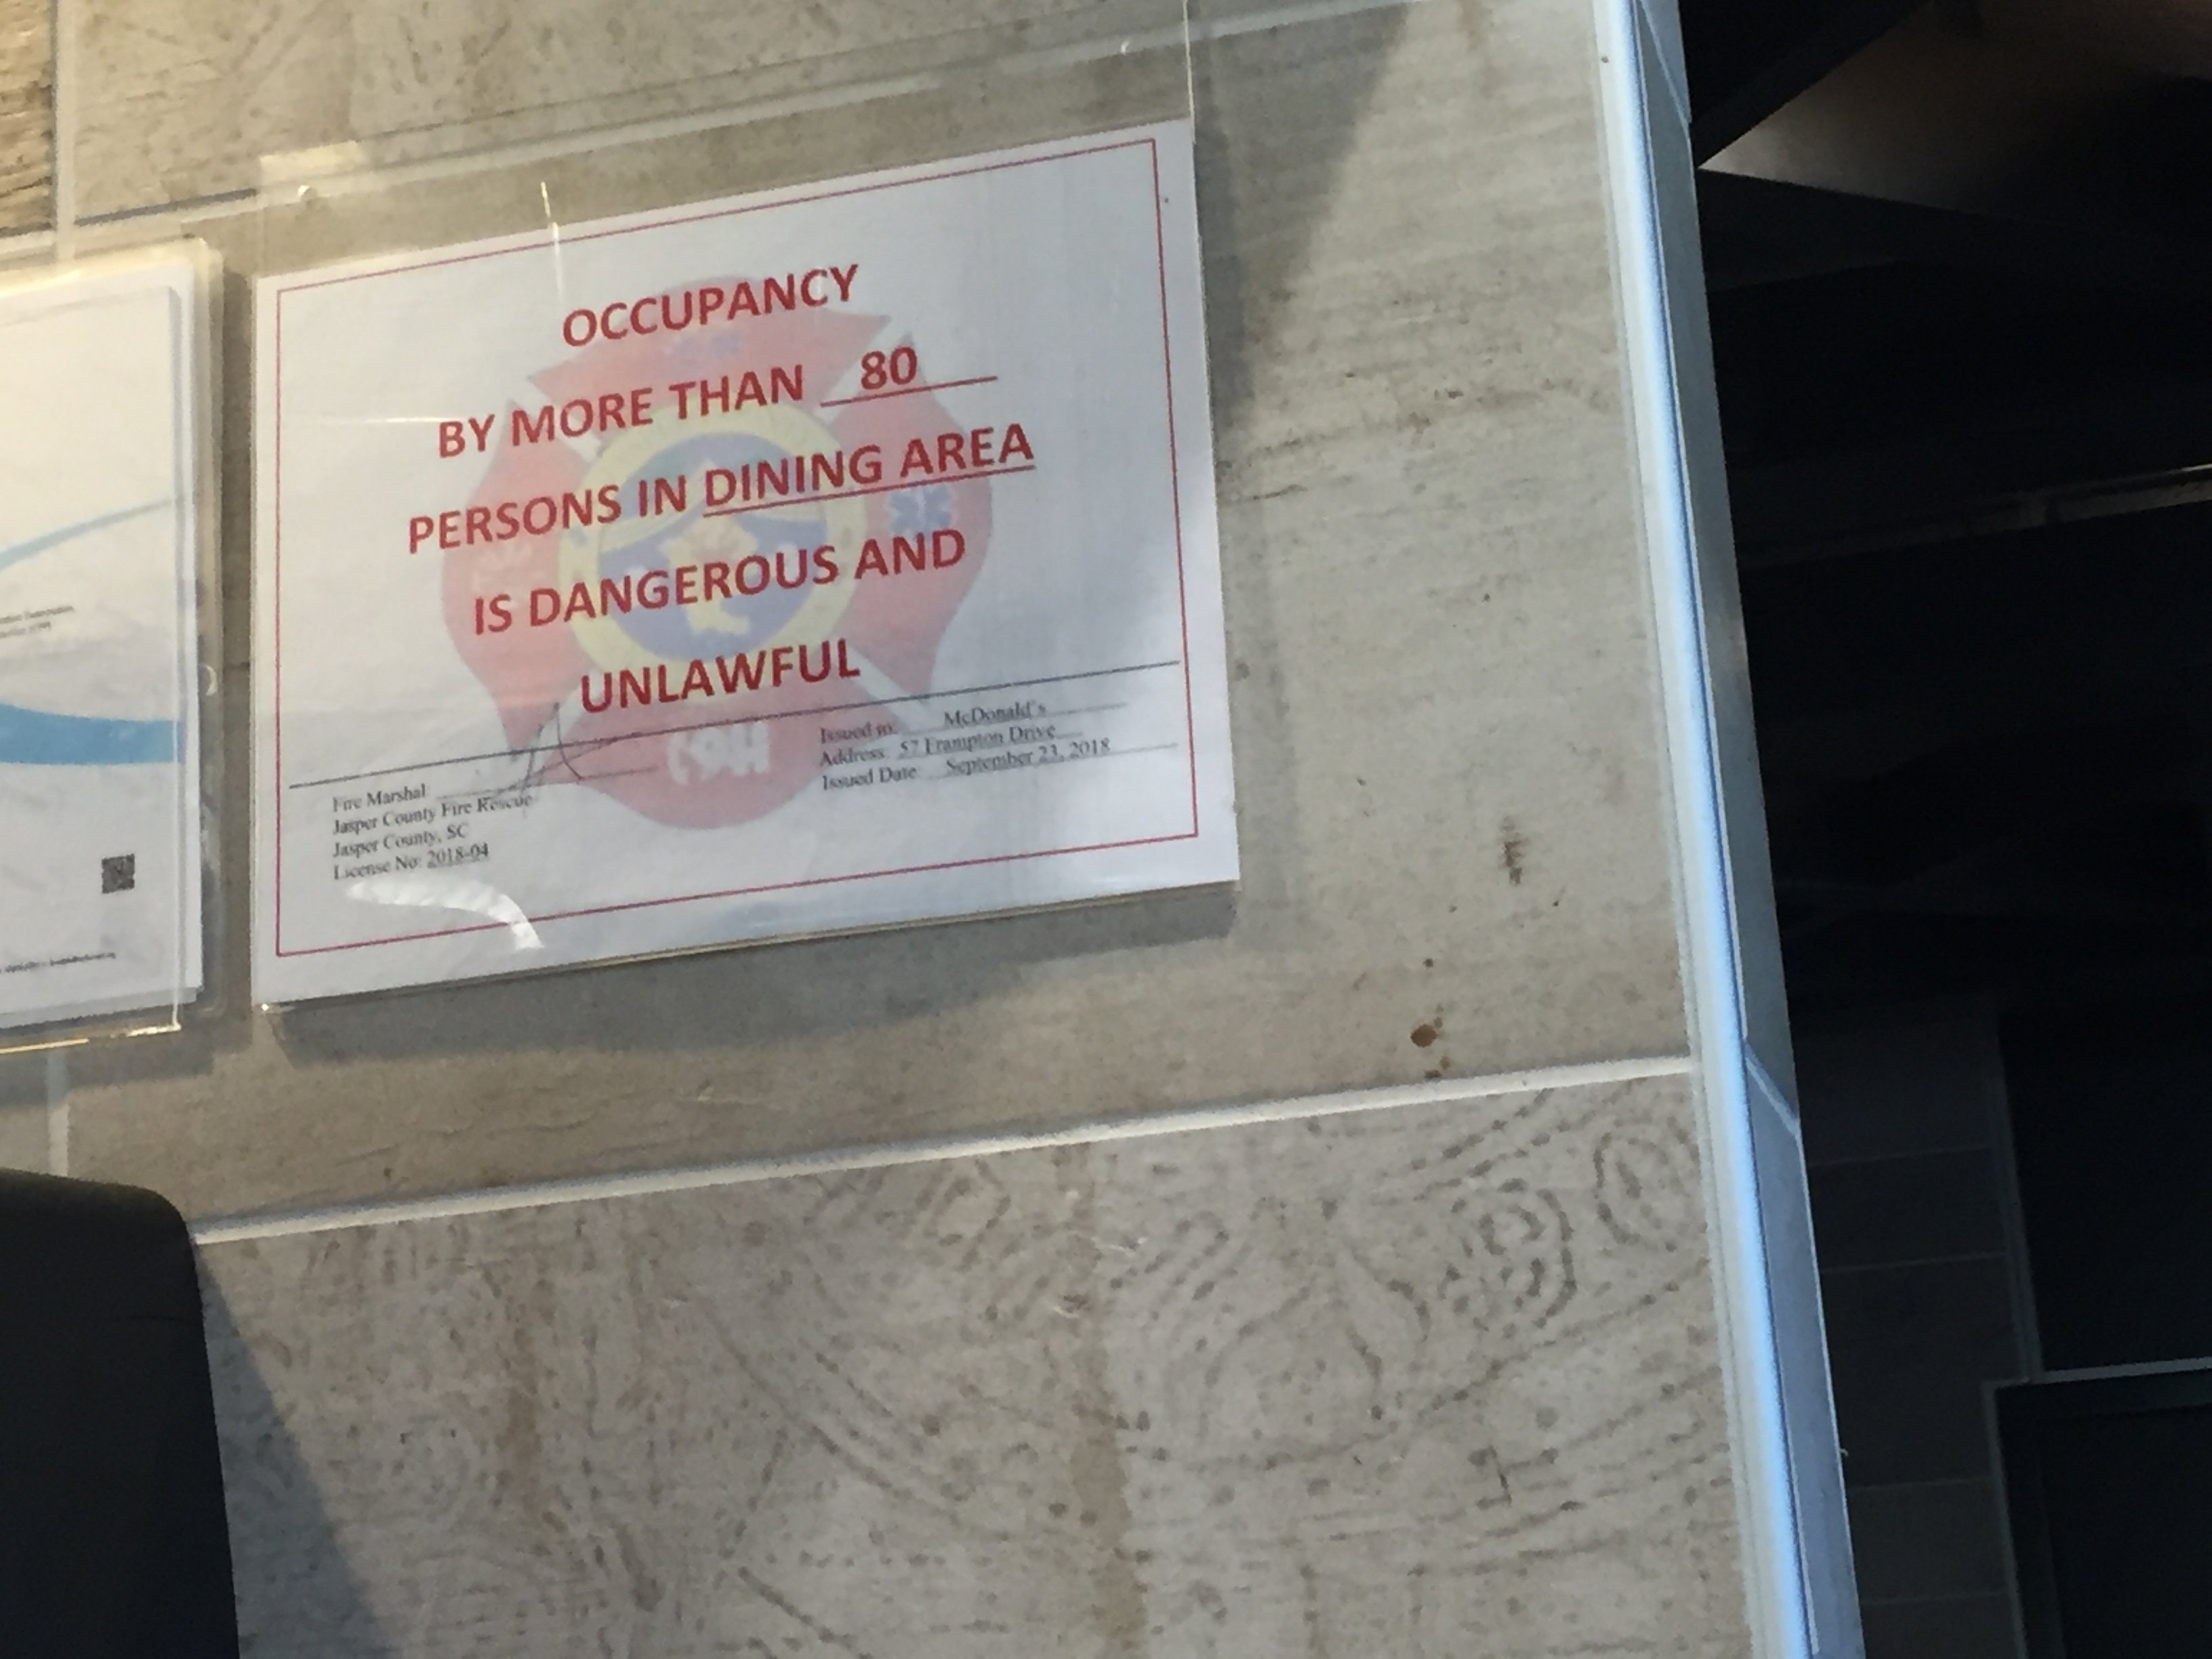 OCCUPANCY
BY MORE THAN 80
PERSONS IN DINING AREA
IS DANGEROUS AND
UNLAWFUL
Fire Marshal:
Jasper County Fire Rescue
Jasper County, SC
License No: 2018-04
Issued to: McDonald's
Address: 57 Frampton Drive
Issued Date: September 23, 2018